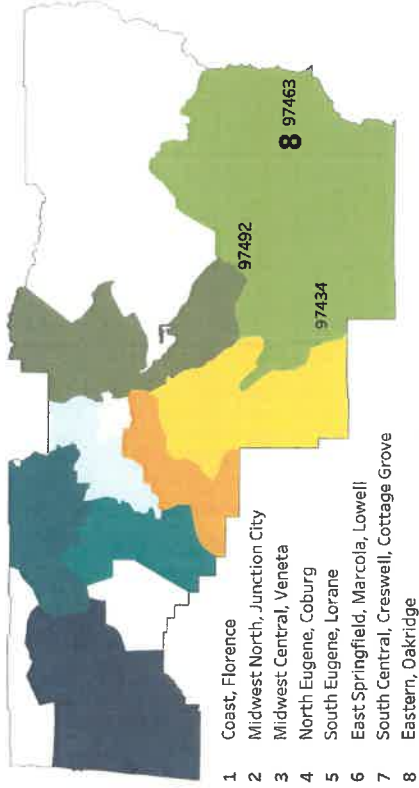 97492
8 97463
97434
1 Coast, Florence
2 Midwest North, Junction City
3 Midwest Central, Veneta
4 North Eugene, Coburg
5 South Eugene, Lorane
6 East Springfield, Marcola, Lowell
7 South Central, Creswell, Cottage Grove
8 Eastern, Oakridge